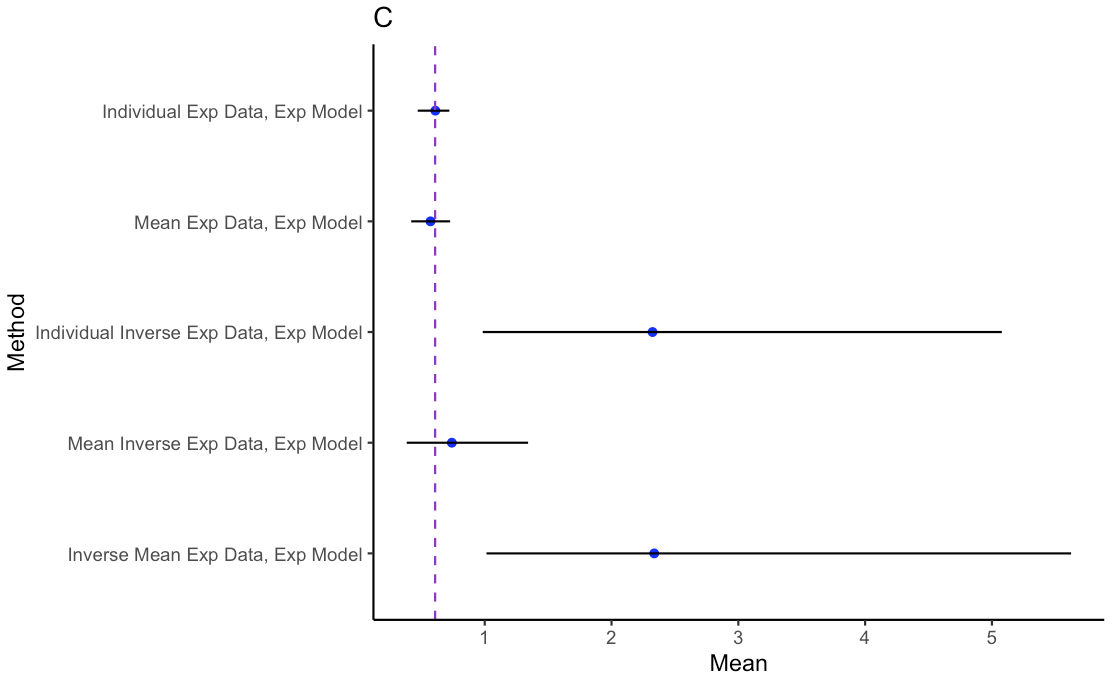 C
Individual Exp Data, Exp Model
Mean Exp Data, Exp Model
Individual Inverse Exp Data, Exp Model
Mean Inverse Exp Data, Exp Model
Inverse Mean Exp Data, Exp Model
Method
1 2 3 4 5
Mean